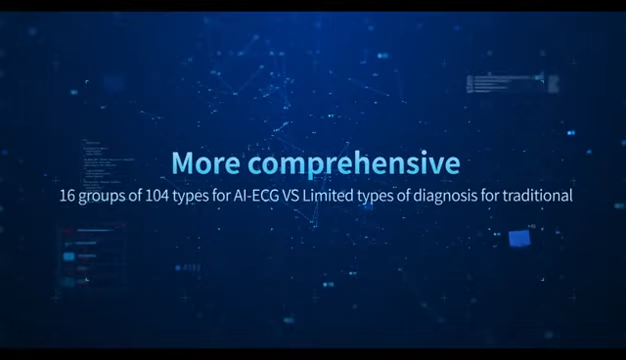 More comprehensive
16 groups of 104 types for AI-ECG VS Limited types of diagnosis for traditional